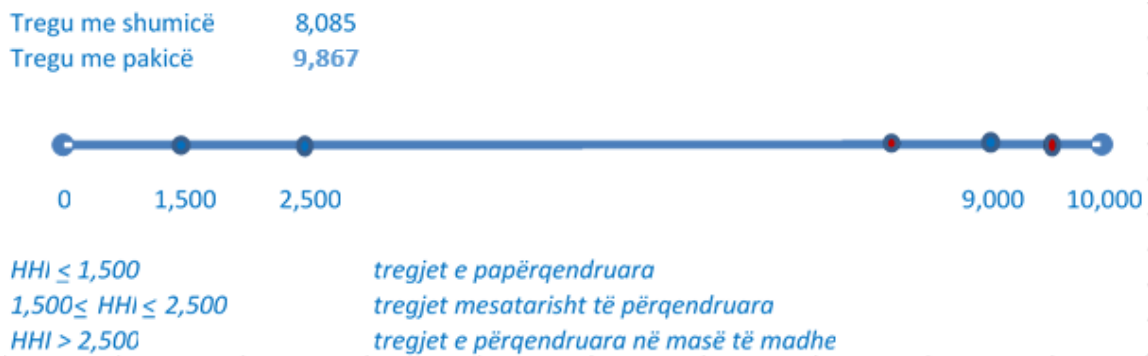 Tregu me shumicë 8,085
Tregu me pakicë 9,867
0 1,500 2,500 9,000 10,000
HHI ≤ 1,500 tregjet e papërqendruara
1,500≤ HHI ≤ 2,500 tregjet mesatarisht të përqendruara
HHI > 2,500 tregjet e përqendruara në masë të madhe